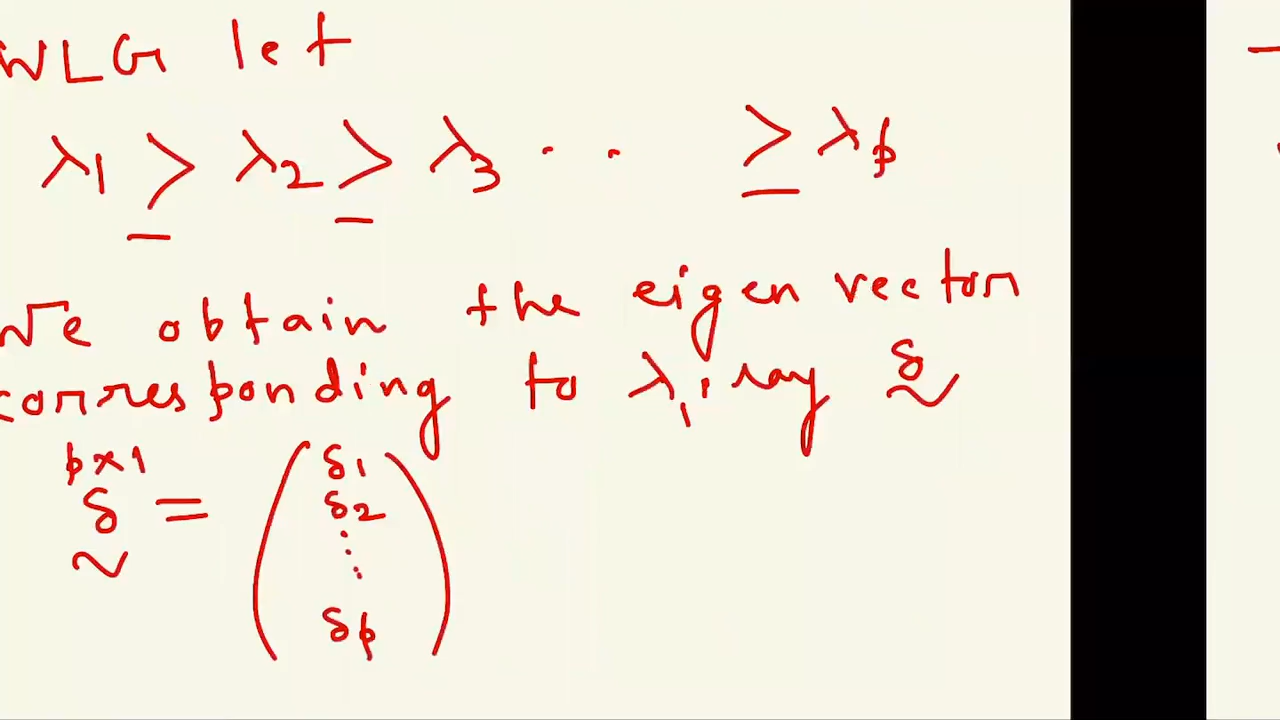 WLG let
λ1 ≥ λ2 ≥ λ3 . . ≥ λp
We obtain the eigen vector
corresponding to λ1, say δ
~
p×1
δ = ( δ1
~ δ2
⋮
δp )